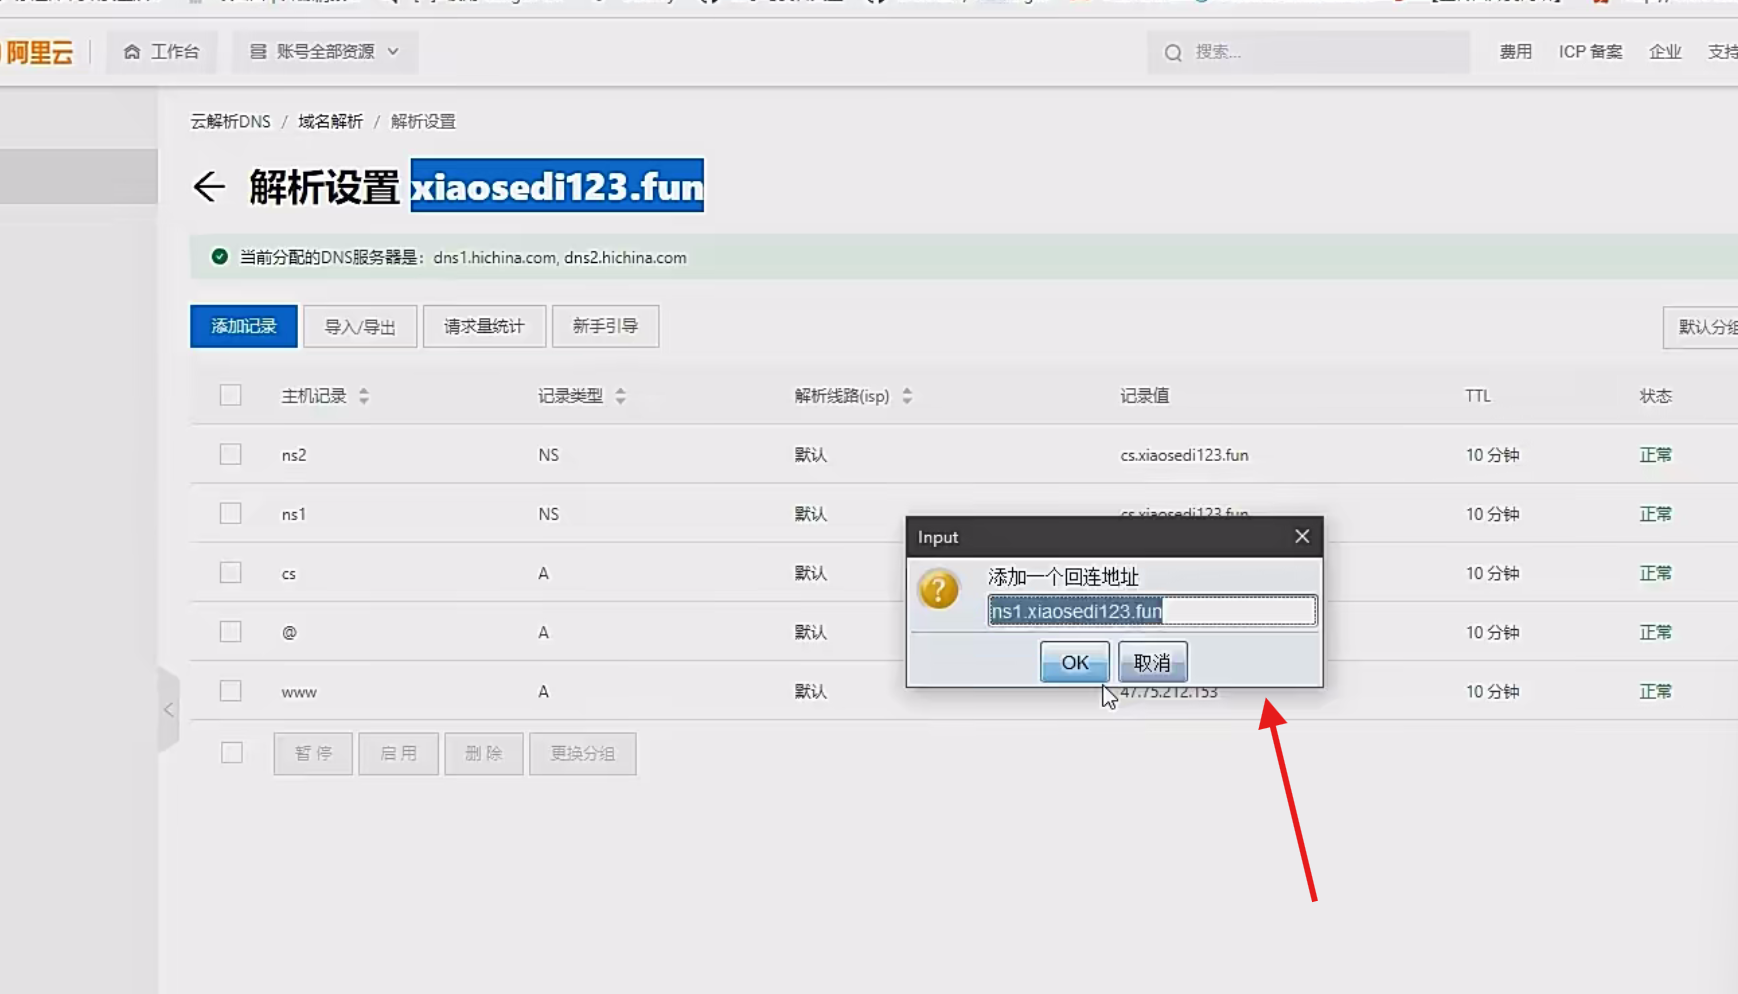 阿里云
工作台
账号全部资源
搜索...
费用
ICP 备案
企业
支持
云解析DNS / 域名解析 / 解析设置
解析设置 xiaosedi123.fun
当前分配的DNS服务器是：dns1.hichina.com, dns2.hichina.com
添加记录
导入/导出
请求量统计
新手引导
默认分组
主机记录 记录类型 解析线路(isp) 记录值 TTL 状态
ns2 NS 默认 cs.xiaosedi123.fun 10 分钟 正常
ns1 NS 默认 cs.xiaosedi123.fun 10 分钟 正常
cs A 默认 10 分钟 正常
@ A 默认 10 分钟 正常
www A 默认 47.75.212.153 10 分钟 正常
Input
添加一个回连地址
ns1.xiaosedi123.fun
OK
取消
暂停
启用
删除
更换分组